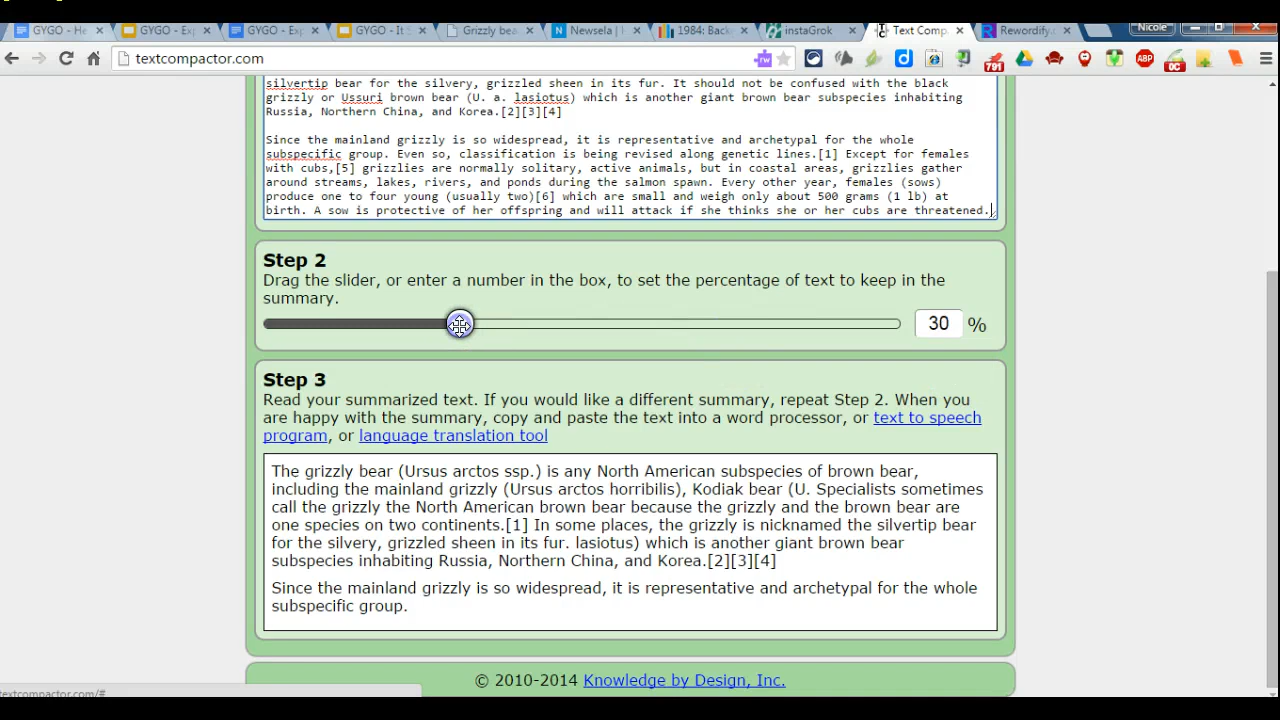 GYGO - He
GYGO - Exp
GYGO - Exp
GYGO - It S
Grizzly bea
Newsela |
1984: Back
instaGrok
Text Comp
Rewordify.c
Nicole
textcompactor.com
rw
791
ABP
OC
silvertip bear for the silvery, grizzled sheen in its fur. It should not be confused with the black
grizzly or Ussuri brown bear (U. a. lasiotus) which is another giant brown bear subspecies inhabiting
Russia, Northern China, and Korea.[2][3][4]
Since the mainland grizzly is so widespread, it is representative and archetypal for the whole
subspecific group. Even so, classification is being revised along genetic lines.[1] Except for females
with cubs,[5] grizzlies are normally solitary, active animals, but in coastal areas, grizzlies gather
around streams, lakes, rivers, and ponds during the salmon spawn. Every other year, females (sows)
produce one to four young (usually two)[6] which are small and weigh only about 500 grams (1 lb) at
birth. A sow is protective of her offspring and will attack if she thinks she or her cubs are threatened.
Step 2
Drag the slider, or enter a number in the box, to set the percentage of text to keep in the
summary.
30 %
Step 3
Read your summarized text. If you would like a different summary, repeat Step 2. When you
are happy with the summary, copy and paste the text into a word processor, or text to speech
program, or language translation tool
The grizzly bear (Ursus arctos ssp.) is any North American subspecies of brown bear,
including the mainland grizzly (Ursus arctos horribilis), Kodiak bear (U. Specialists sometimes
call the grizzly the North American brown bear because the grizzly and the brown bear are
one species on two continents.[1] In some places, the grizzly is nicknamed the silvertip bear
for the silvery, grizzled sheen in its fur. lasiotus) which is another giant brown bear
subspecies inhabiting Russia, Northern China, and Korea.[2][3][4]
Since the mainland grizzly is so widespread, it is representative and archetypal for the whole
subspecific group.
© 2010-2014 Knowledge by Design, Inc.
textcompactor.com/#